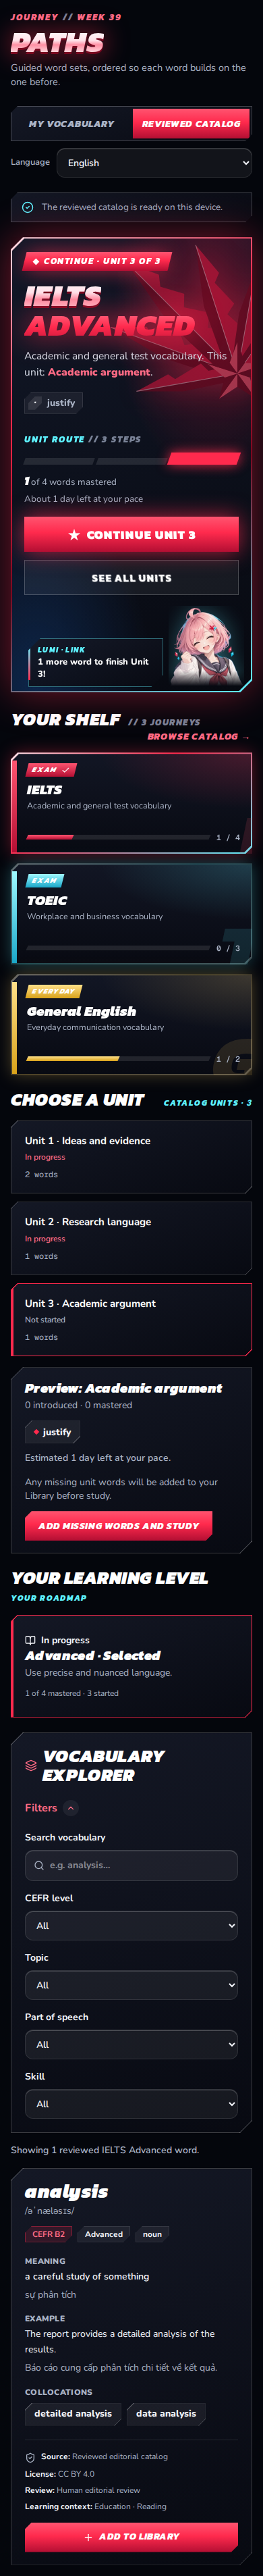 JOURNEY // WEEK 39
PATHS
Guided word sets, ordered so each word builds on the
one before.
MY VOCABULARY
REVIEWED CATALOG
Language
English
The reviewed catalog is ready on this device.
◆ CONTINUE · UNIT 3 OF 3
IELTS
ADVANCED
Academic and general test vocabulary. This
unit: Academic argument.
justify
UNIT ROUTE // 3 STEPS
1 of 4 words mastered
About 1 day left at your pace
★ CONTINUE UNIT 3
SEE ALL UNITS
LUMI · LINK
1 more word to finish Unit
3!
YOUR SHELF // 3 JOURNEYS
BROWSE CATALOG →
EXAM ✓
IELTS
Academic and general test vocabulary
1 / 4
EXAM
TOEIC
Workplace and business vocabulary
0 / 3
EVERYDAY
General English
Everyday communication vocabulary
1 / 2
CHOOSE A UNIT
CATALOG UNITS · 3
Unit 1 · Ideas and evidence
In progress
2 words
Unit 2 · Research language
In progress
1 words
Unit 3 · Academic argument
Not started
1 words
Preview: Academic argument
0 introduced · 0 mastered
justify
Estimated 1 day left at your pace.
Any missing unit words will be added to your
Library before study.
ADD MISSING WORDS AND STUDY
YOUR LEARNING LEVEL
YOUR ROADMAP
In progress
Advanced · Selected
Use precise and nuanced language.
1 of 4 mastered · 3 started
VOCABULARY
EXPLORER
Filters
Search vocabulary
e.g. analysis...
CEFR level
All
Topic
All
Part of speech
All
Skill
All
Showing 1 reviewed IELTS Advanced word.
analysis
/əˈnæləsɪs/
CEFR B2
Advanced
noun
MEANING
a careful study of something
sự phân tích
EXAMPLE
The report provides a detailed analysis of the
results.
Báo cáo cung cấp phân tích chi tiết về kết quả.
COLLOCATIONS
detailed analysis
data analysis
Source: Reviewed editorial catalog
License: CC BY 4.0
Review: Human editorial review
Learning context: Education · Reading
+ ADD TO LIBRARY